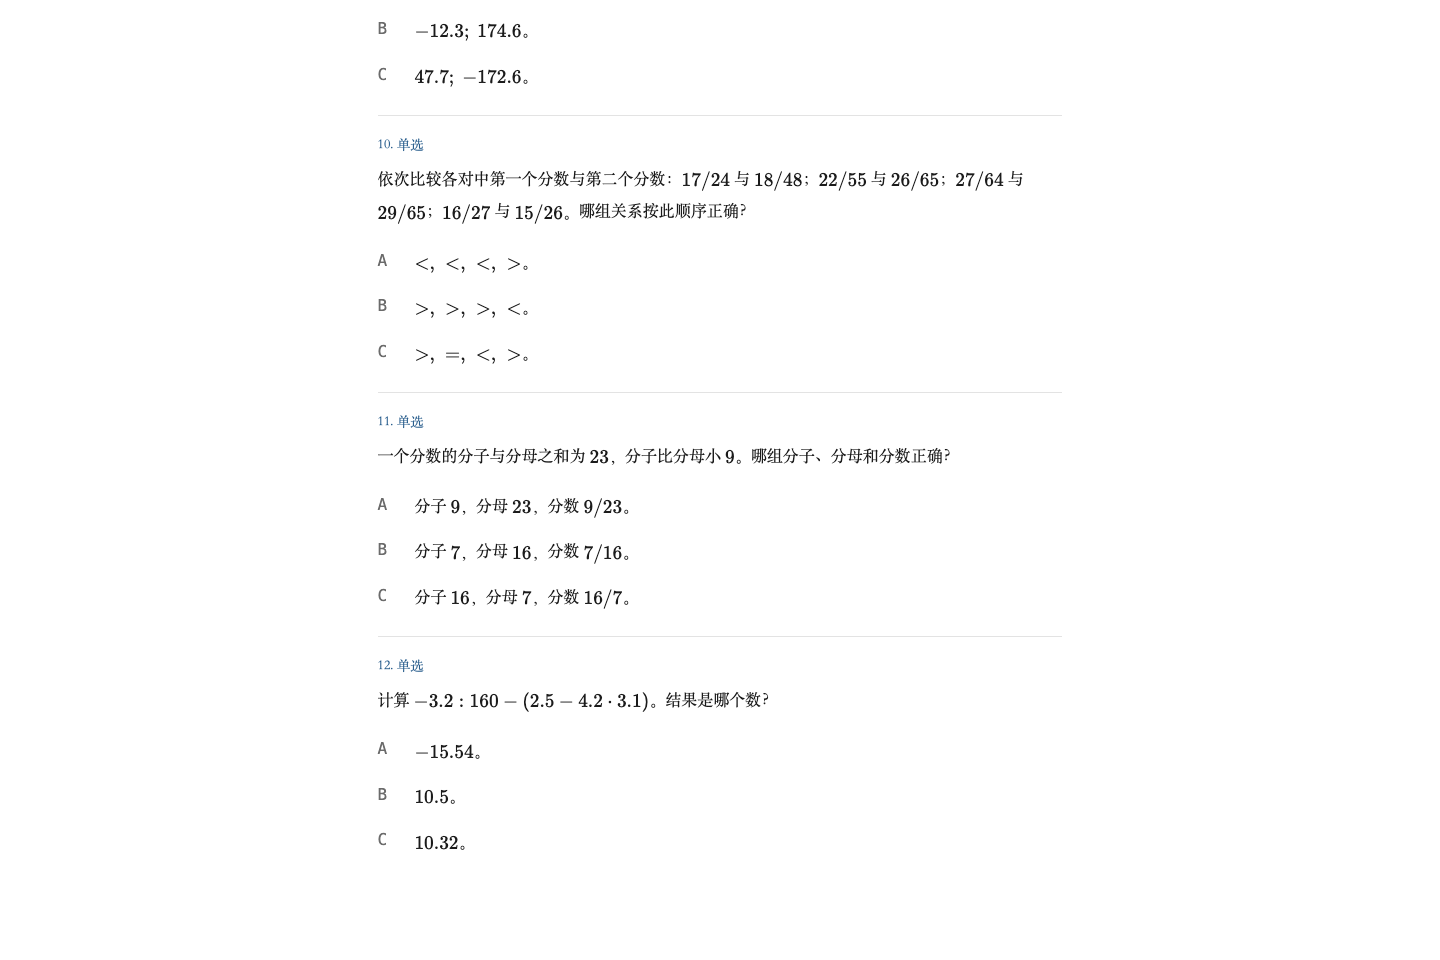 B −12.3; 174.6。
C 47.7; −172.6。
10. 单选
依次比较各对中第一个分数与第二个分数：17/24 与 18/48；22/55 与 26/65；27/64 与
29/65；16/27 与 15/26。哪组关系按此顺序正确？
A <, <, <, >。
B >, >, >, <。
C >, =, <, >。
11. 单选
一个分数的分子与分母之和为 23，分子比分母小 9。哪组分子、分母和分数正确？
A 分子 9，分母 23，分数 9/23。
B 分子 7，分母 16，分数 7/16。
C 分子 16，分母 7，分数 16/7。
12. 单选
计算 −3.2 : 160 − (2.5 − 4.2 · 3.1)。结果是哪个数？
A −15.54。
B 10.5。
C 10.32。